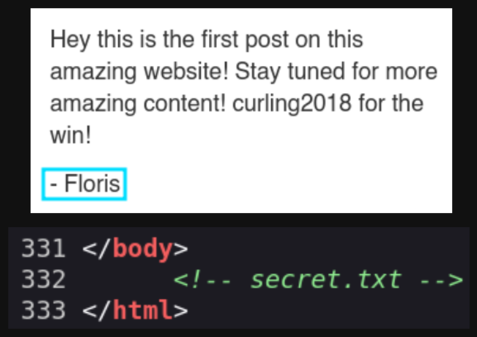 Hey this is the first post on this
amazing website! Stay tuned for more
amazing content! curling2018 for the
win!
- Floris
331 </body>
332 <!-- secret.txt -->
333 </html>